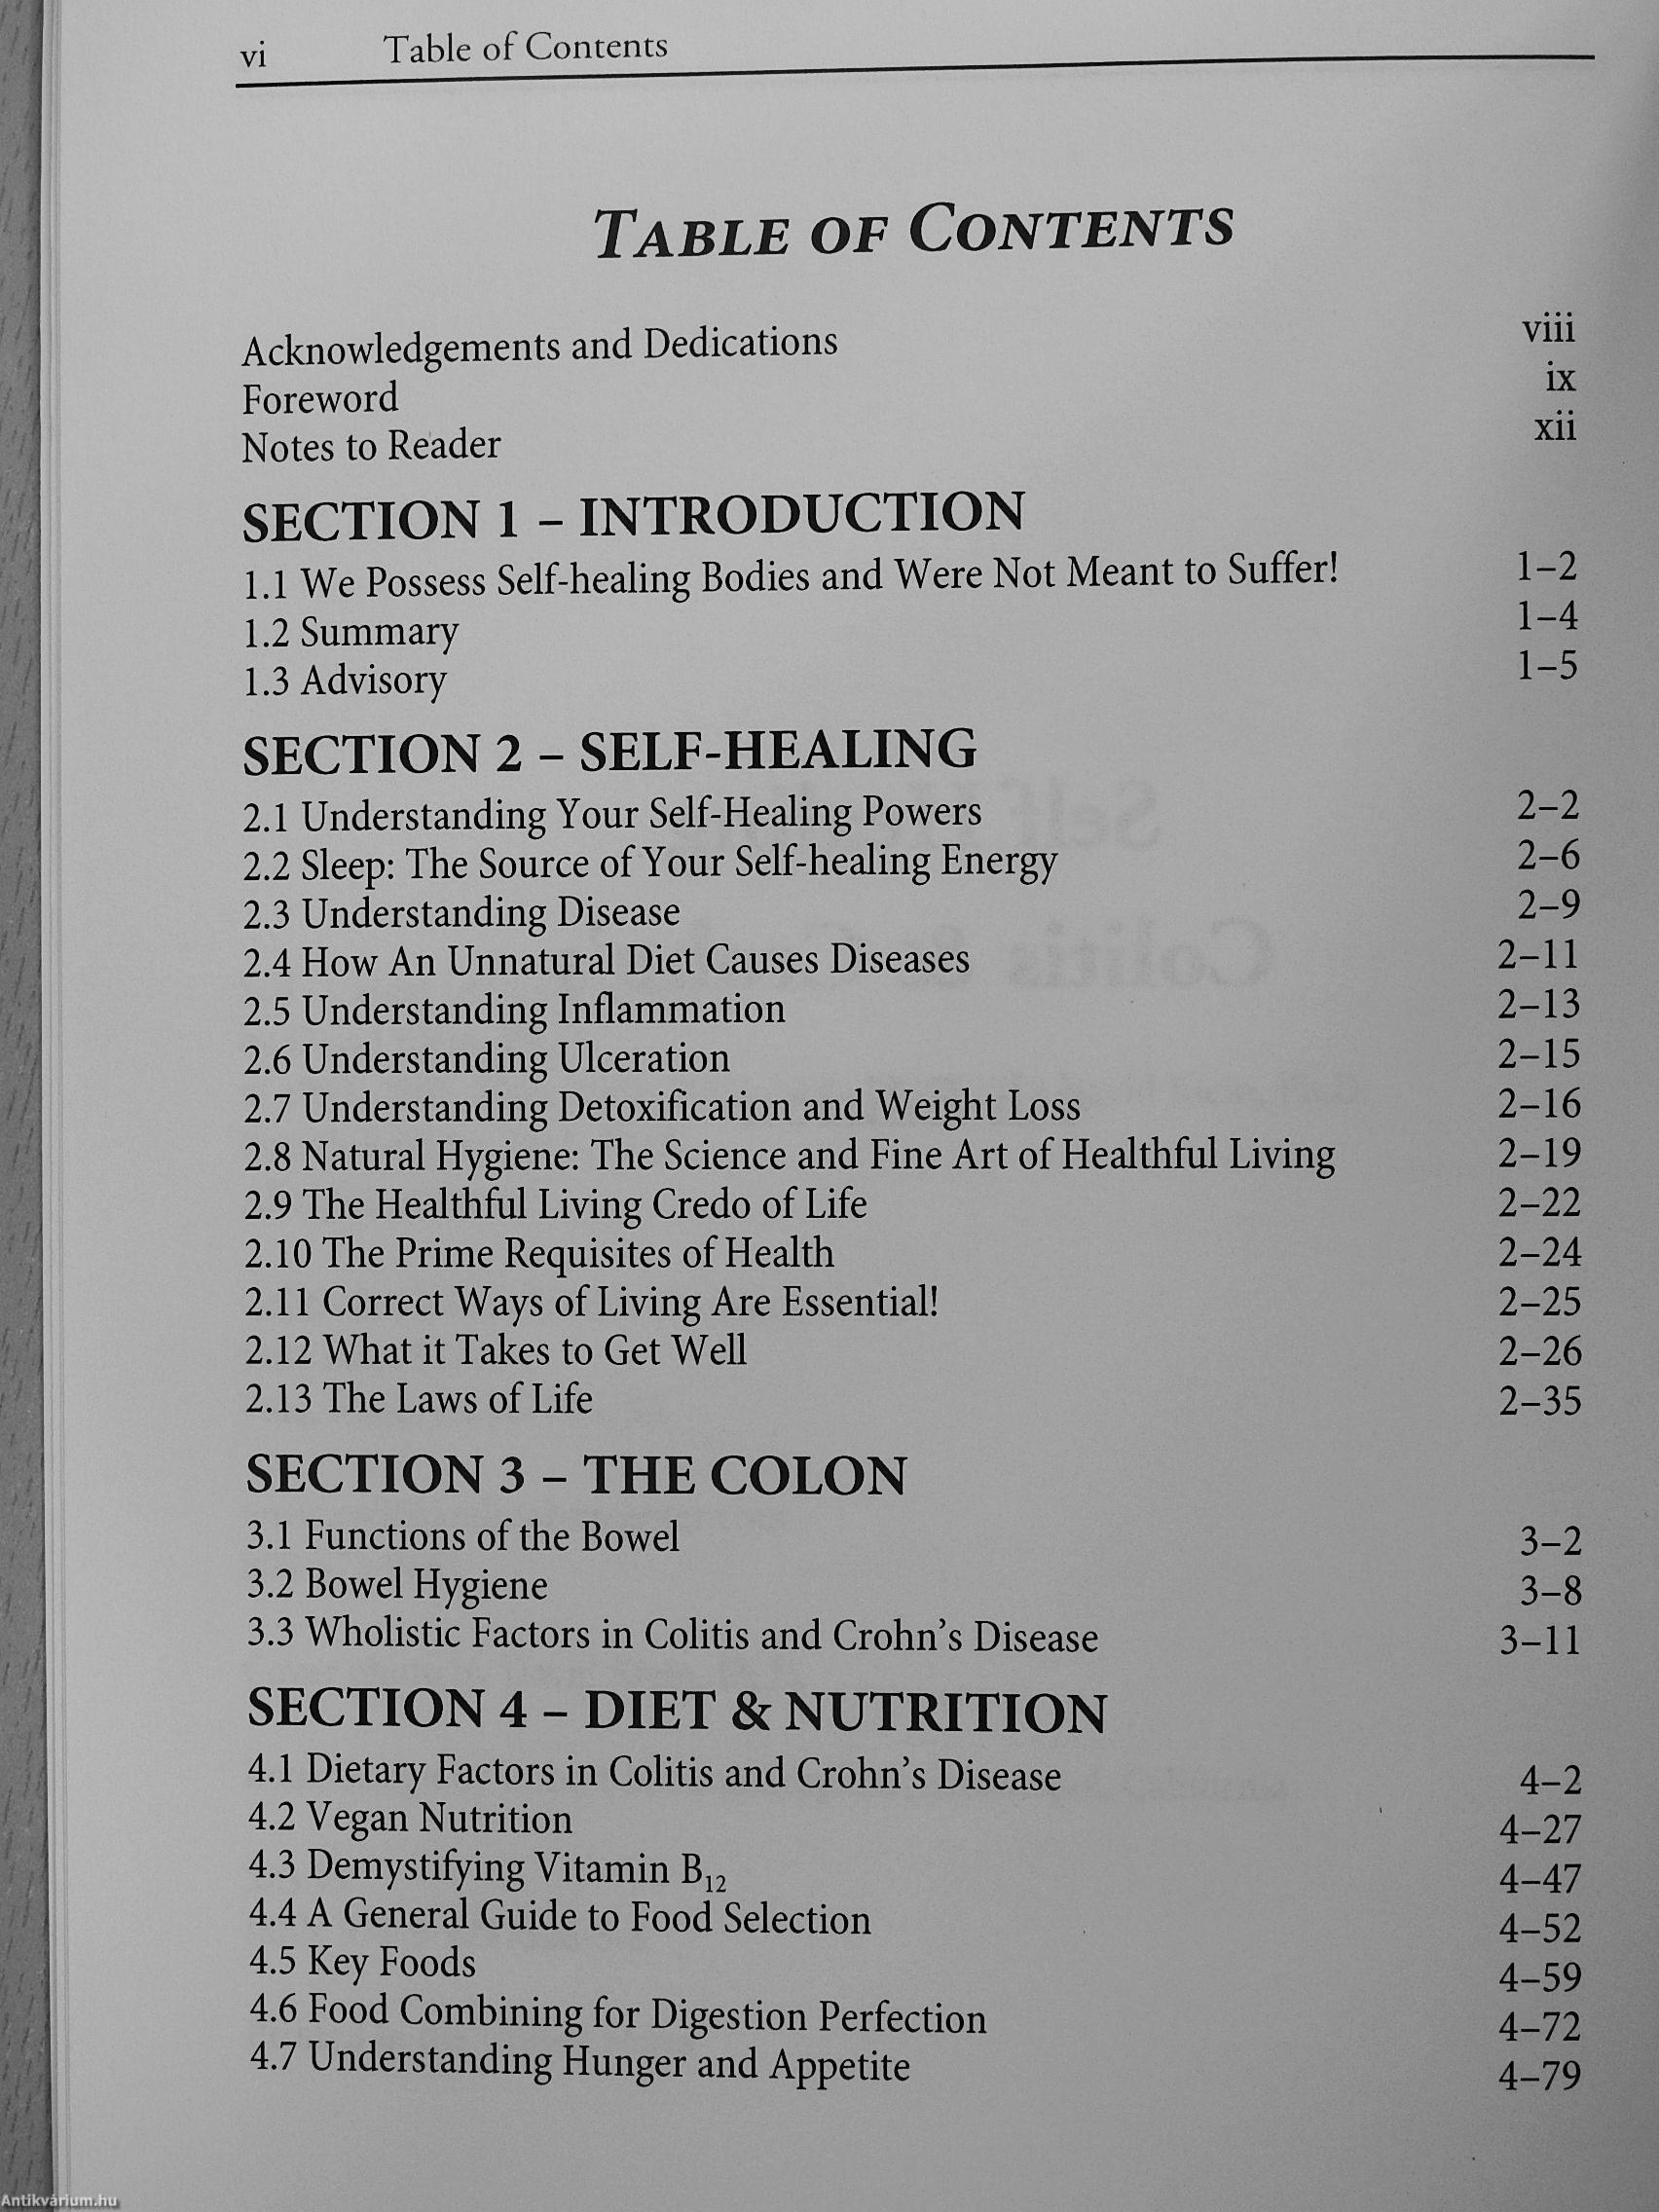 vi Table of Contents
TABLE OF CONTENTS
Acknowledgements and Dedications viii
Foreword ix
Notes to Reader xii
SECTION 1 – INTRODUCTION
1.1 We Possess Self-healing Bodies and Were Not Meant to Suffer! 1–2
1.2 Summary 1–4
1.3 Advisory 1–5
SECTION 2 – SELF-HEALING
2.1 Understanding Your Self-Healing Powers 2–2
2.2 Sleep: The Source of Your Self-healing Energy 2–6
2.3 Understanding Disease 2–9
2.4 How An Unnatural Diet Causes Diseases 2–11
2.5 Understanding Inflammation 2–13
2.6 Understanding Ulceration 2–15
2.7 Understanding Detoxification and Weight Loss 2–16
2.8 Natural Hygiene: The Science and Fine Art of Healthful Living 2–19
2.9 The Healthful Living Credo of Life 2–22
2.10 The Prime Requisites of Health 2–24
2.11 Correct Ways of Living Are Essential! 2–25
2.12 What it Takes to Get Well 2–26
2.13 The Laws of Life 2–35
SECTION 3 – THE COLON
3.1 Functions of the Bowel 3–2
3.2 Bowel Hygiene 3–8
3.3 Wholistic Factors in Colitis and Crohn's Disease 3–11
SECTION 4 – DIET & NUTRITION
4.1 Dietary Factors in Colitis and Crohn's Disease 4–2
4.2 Vegan Nutrition 4–27
4.3 Demystifying Vitamin B₁₂ 4–47
4.4 A General Guide to Food Selection 4–52
4.5 Key Foods 4–59
4.6 Food Combining for Digestion Perfection 4–72
4.7 Understanding Hunger and Appetite 4–79
Antikvárium.hu